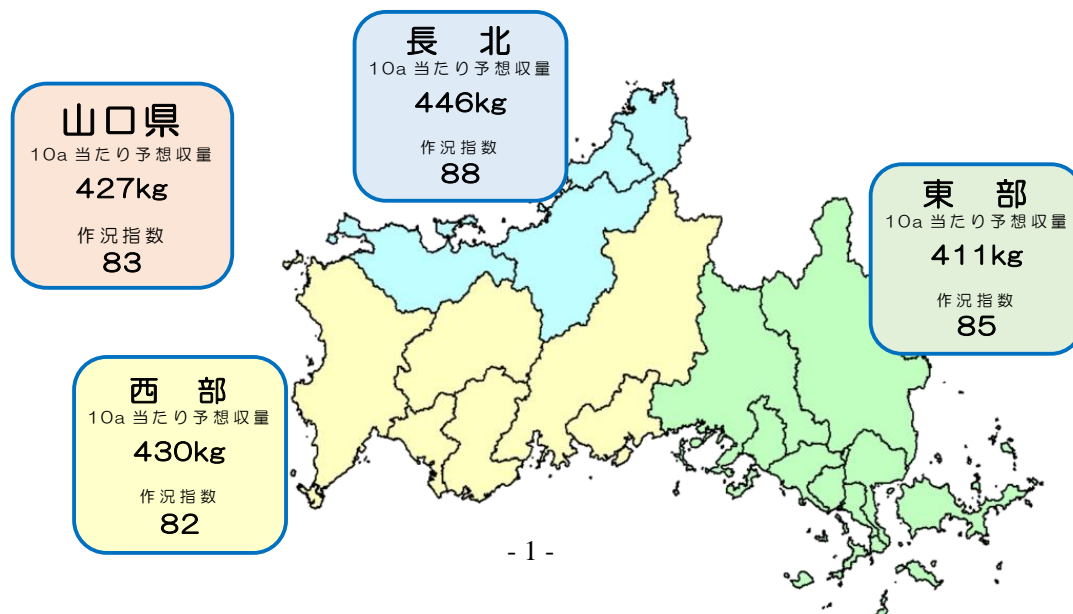 長 北
10a 当たり予想収量
446kg
作況指数
88
山口県
10a 当たり予想収量
427kg
作況指数
83
東 部
10a 当たり予想収量
411kg
作況指数
85
西 部
10a 当たり予想収量
430kg
作況指数
82
- 1 -